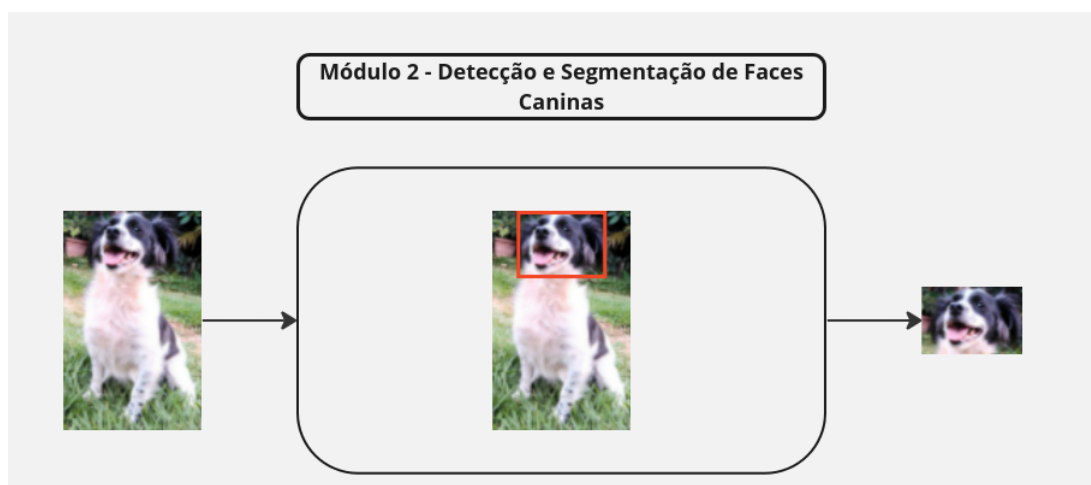 Módulo 2 - Detecção e Segmentação de Faces
Caninas